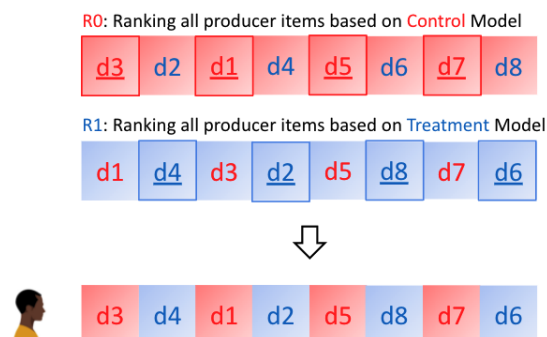 R0: Ranking all producer items based on Control Model
d3 d2 d1 d4 d5 d6 d7 d8
R1: Ranking all producer items based on Treatment Model
d1 d4 d3 d2 d5 d8 d7 d6
d3 d4 d1 d2 d5 d8 d7 d6